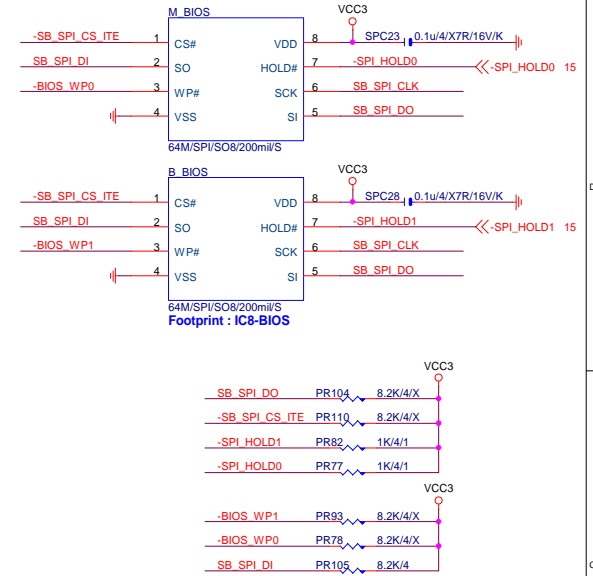 M_BIOS
VCC3
-SB_SPI_CS_ITE 1 CS# VDD 8 SPC23 0.1u/4/X7R/16V/K
SB_SPI_DI 2 SO HOLD# 7 -SPI_HOLD0 -SPI_HOLD0 15
-BIOS_WP0 3 WP# SCK 6 SB_SPI_CLK
4 VSS SI 5 SB_SPI_DO
64M/SPI/SO8/200mil/S
B_BIOS
VCC3
-SB_SPI_CS_ITE 1 CS# VDD 8 SPC28 0.1u/4/X7R/16V/K
SB_SPI_DI 2 SO HOLD# 7 -SPI_HOLD1 -SPI_HOLD1 15
-BIOS_WP1 3 WP# SCK 6 SB_SPI_CLK
4 VSS SI 5 SB_SPI_DO
64M/SPI/SO8/200mil/S
Footprint : IC8-BIOS
VCC3
SB_SPI_DO PR104 8.2K/4/X
-SB_SPI_CS_ITE PR110 8.2K/4/X
-SPI_HOLD1 PR82 1K/4/1
-SPI_HOLD0 PR77 1K/4/1
VCC3
-BIOS_WP1 PR93 8.2K/4/X
-BIOS_WP0 PR78 8.2K/4/X
SB_SPI_DI PR105 8.2K/4